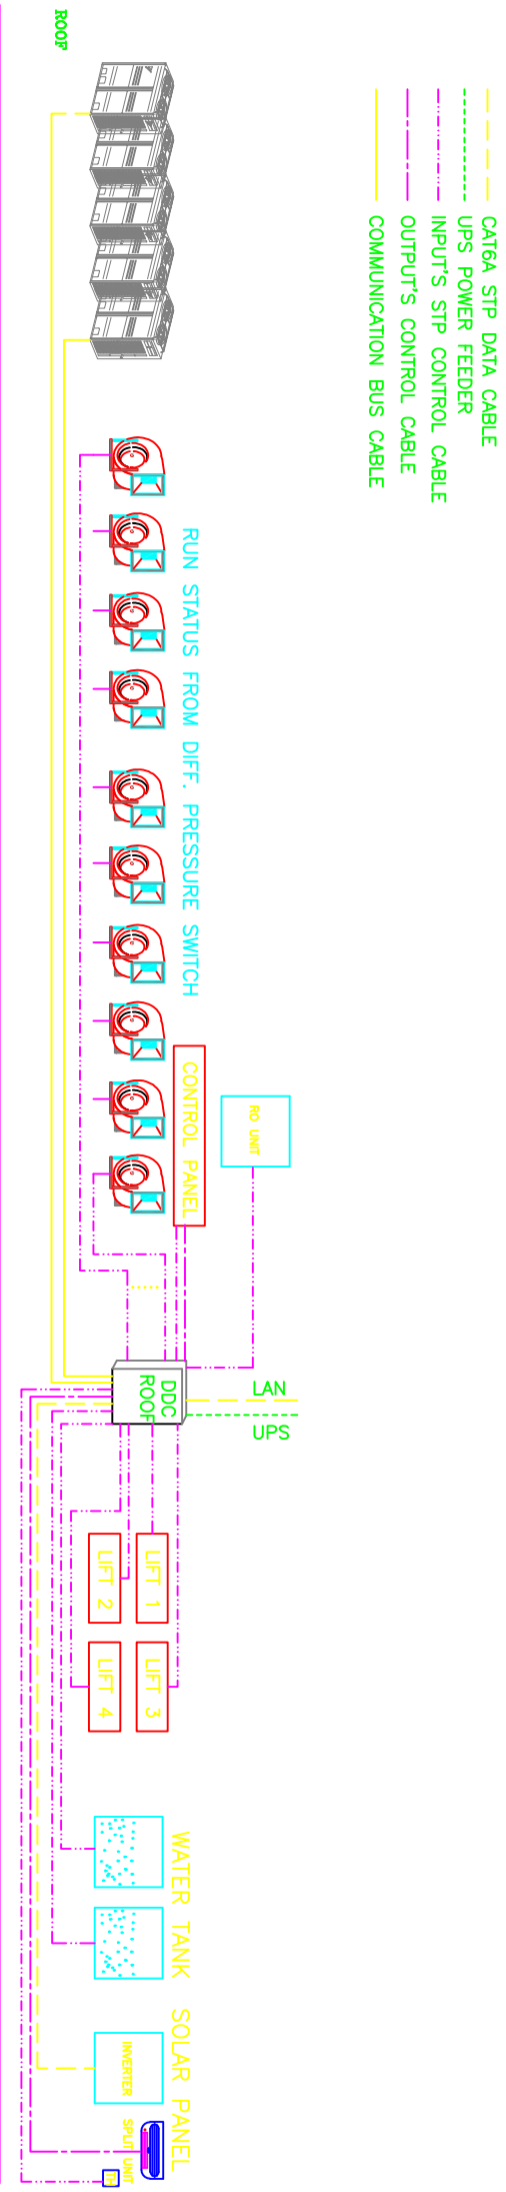 CAT6A STP DATA CABLE
UPS POWER FEEDER
INPUT'S STP CONTROL CABLE
OUTPUT'S CONTROL CABLE
COMMUNICATION BUS CABLE
ROOF
RUN STATUS FROM DIFF. PRESSURE SWITCH
CONTROL PANEL
RO UNIT
LAN
UPS
DDC
ROOF
LIFT 1
LIFT 2
LIFT 3
LIFT 4
WATER TANK
SOLAR PANEL
INVERTER
SPLIT UNIT
TH